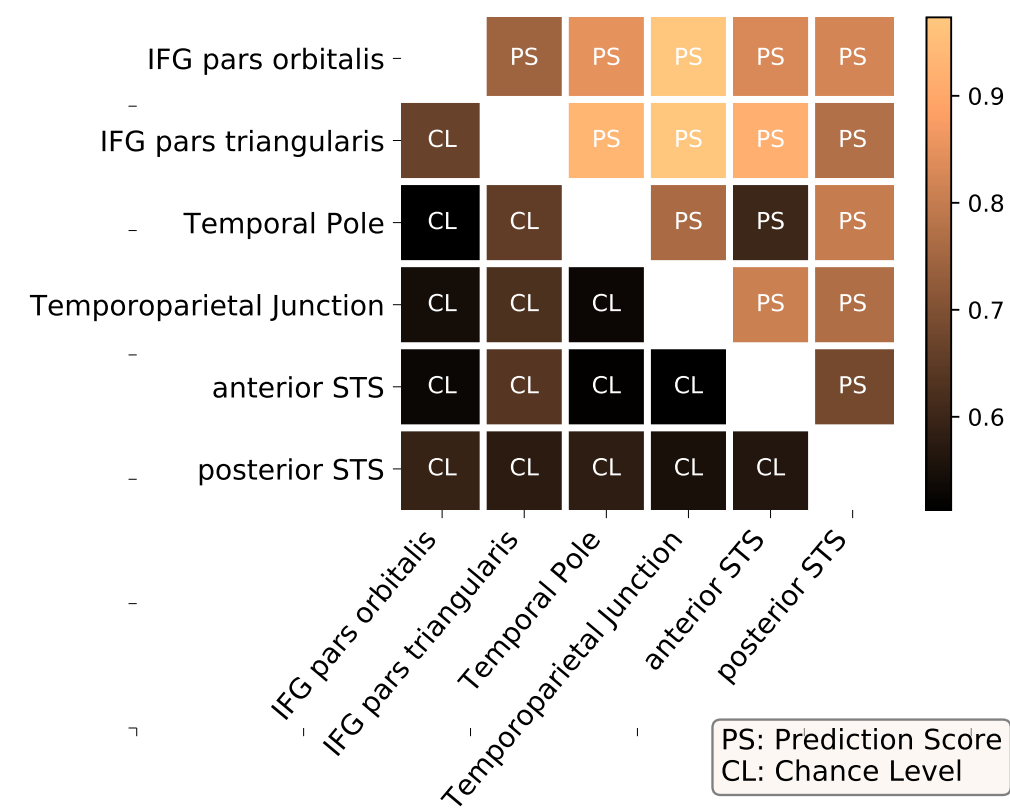 IFG pars orbitalis PS PS PS PS PS
IFG pars triangularis CL PS PS PS PS
Temporal Pole CL CL PS PS PS
Temporoparietal Junction CL CL CL PS PS
anterior STS CL CL CL CL PS
posterior STS CL CL CL CL CL
0.9
0.8
0.7
0.6
IFG pars orbitalis
IFG pars triangularis
Temporal Pole
Temporoparietal Junction
anterior STS
posterior STS
PS: Prediction Score
CL: Chance Level